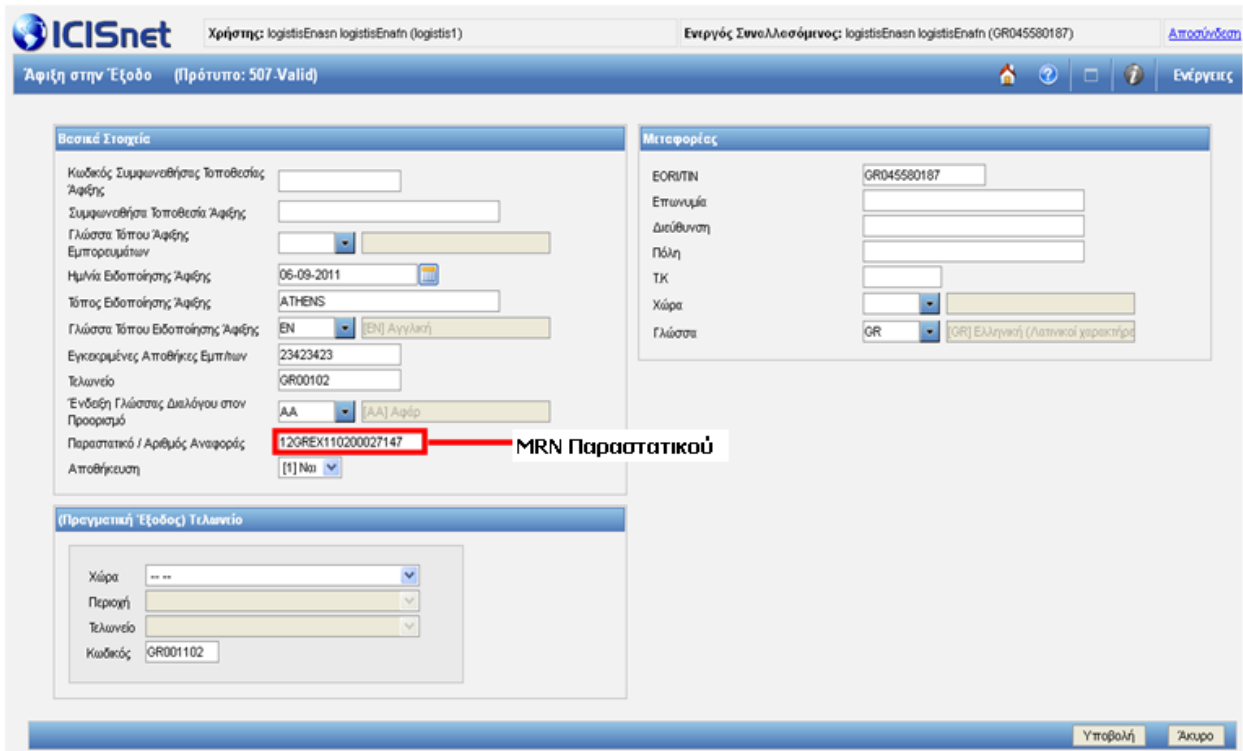 ICISnet Χρήστης: logistisEnasn logistisEnafn (logistis1) Ενεργός Συναλλασόμενος: logistisEnasn logistisEnafn (GR045580187) Αποσύνδεση
Άφιξη στην Έξοδο (Πρότυπο: 507-Valid) Ενέργειες
Βασικά Στοιχεία
Κωδικός Συμφωνηθήσας Τοποθεσίας
Άφιξης
Συμφωνηθήσα Τοποθεσία Άφιξης
Γλώσσα Τόπου Άφιξης
Εμπορευμάτων
Ημ/νία Ειδοποίησης Άφιξης 06-09-2011
Τόπος Ειδοποίησης Άφιξης ATHENS
Γλώσσα Τόπου Ειδοποίησης Άφιξης EN [EN] Αγγλική
Εγκεκριμένες Αποθήκες Εμπ/των 23423423
Τελωνείο GR00102
Ένδειξη Γλώσσας Διαλόγου στον
Προορισμό AA [AA] Αφάρ
Παραστατικό / Αριθμός Αναφοράς 12GREX110200027147 MRN Παραστατικού
Αποθήκευση [1] Ναι
Μεταφορέας
EORI/TIN GR045580187
Επωνυμία
Διεύθυνση
Πόλη
Τ.Κ
Χώρα
Γλώσσα GR [GR] Ελληνική (Λατινικοί χαρακτήρε
(Πραγματική Έξοδος) Τελωνείο
Χώρα -- --
Περιοχή
Τελωνείο
Κωδικός GR001102
Υποβολή Άκυρο